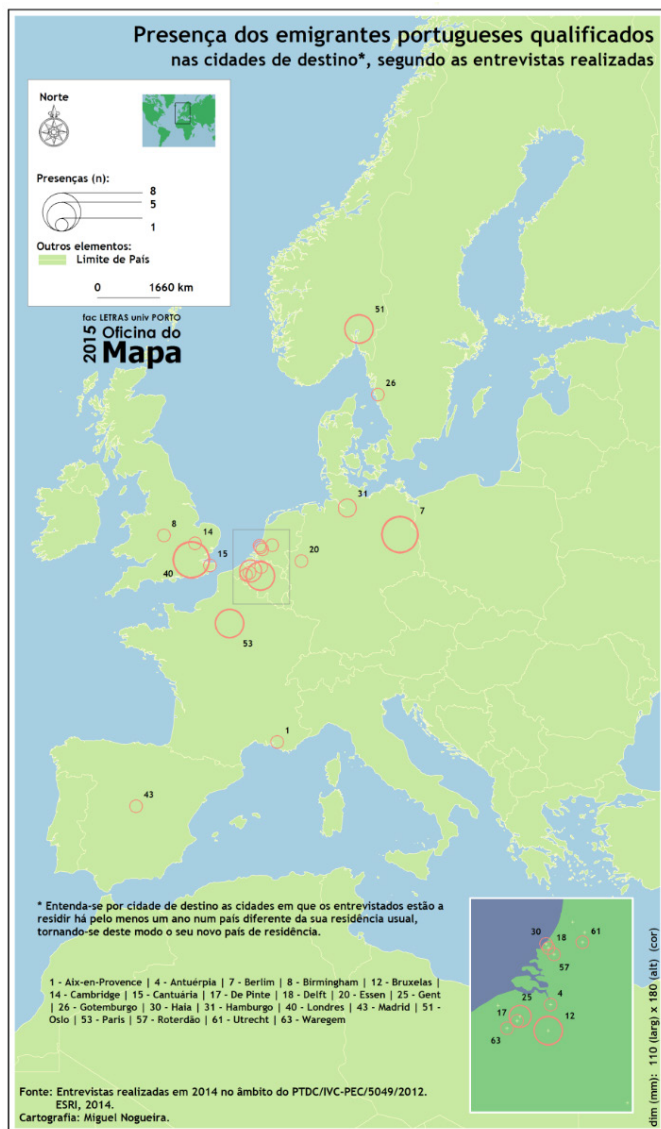 Presença dos emigrantes portugueses qualificados
nas cidades de destino*, segundo as entrevistas realizadas
Norte
Presenças (n):
8
5
1
Outros elementos:
Limite de País
0 1660 km
fac LETRAS univ PORTO
2015 Oficina do
Mapa
51
26
31
7
8
14
15
20
40
53
1
43
* Entenda-se por cidade de destino as cidades em que os entrevistados estão a
residir há pelo menos um ano num país diferente da sua residência usual,
tornando-se deste modo o seu novo país de residência.
1 - Aix-en-Provence | 4 - Antuérpia | 7 - Berlim | 8 - Birmingham | 12 - Bruxelas |
14 - Cambridge | 15 - Cantuária | 17 - De Pinte | 18 - Delft | 20 - Essen | 25 - Gent
| 26 - Gotemburgo | 30 - Haia | 31 - Hamburgo | 40 - Londres | 43 - Madrid | 51 -
Oslo | 53 - Paris | 57 - Roterdão | 61 - Utrecht | 63 - Waregem
30
18
61
57
25
4
17
12
63
Fonte: Entrevistas realizadas em 2014 no âmbito do PTDC/IVC-PEC/5049/2012.
ESRI, 2014.
Cartografia: Miguel Nogueira.
dim (mm): 110 (larg) x 180 (alt) (cor)